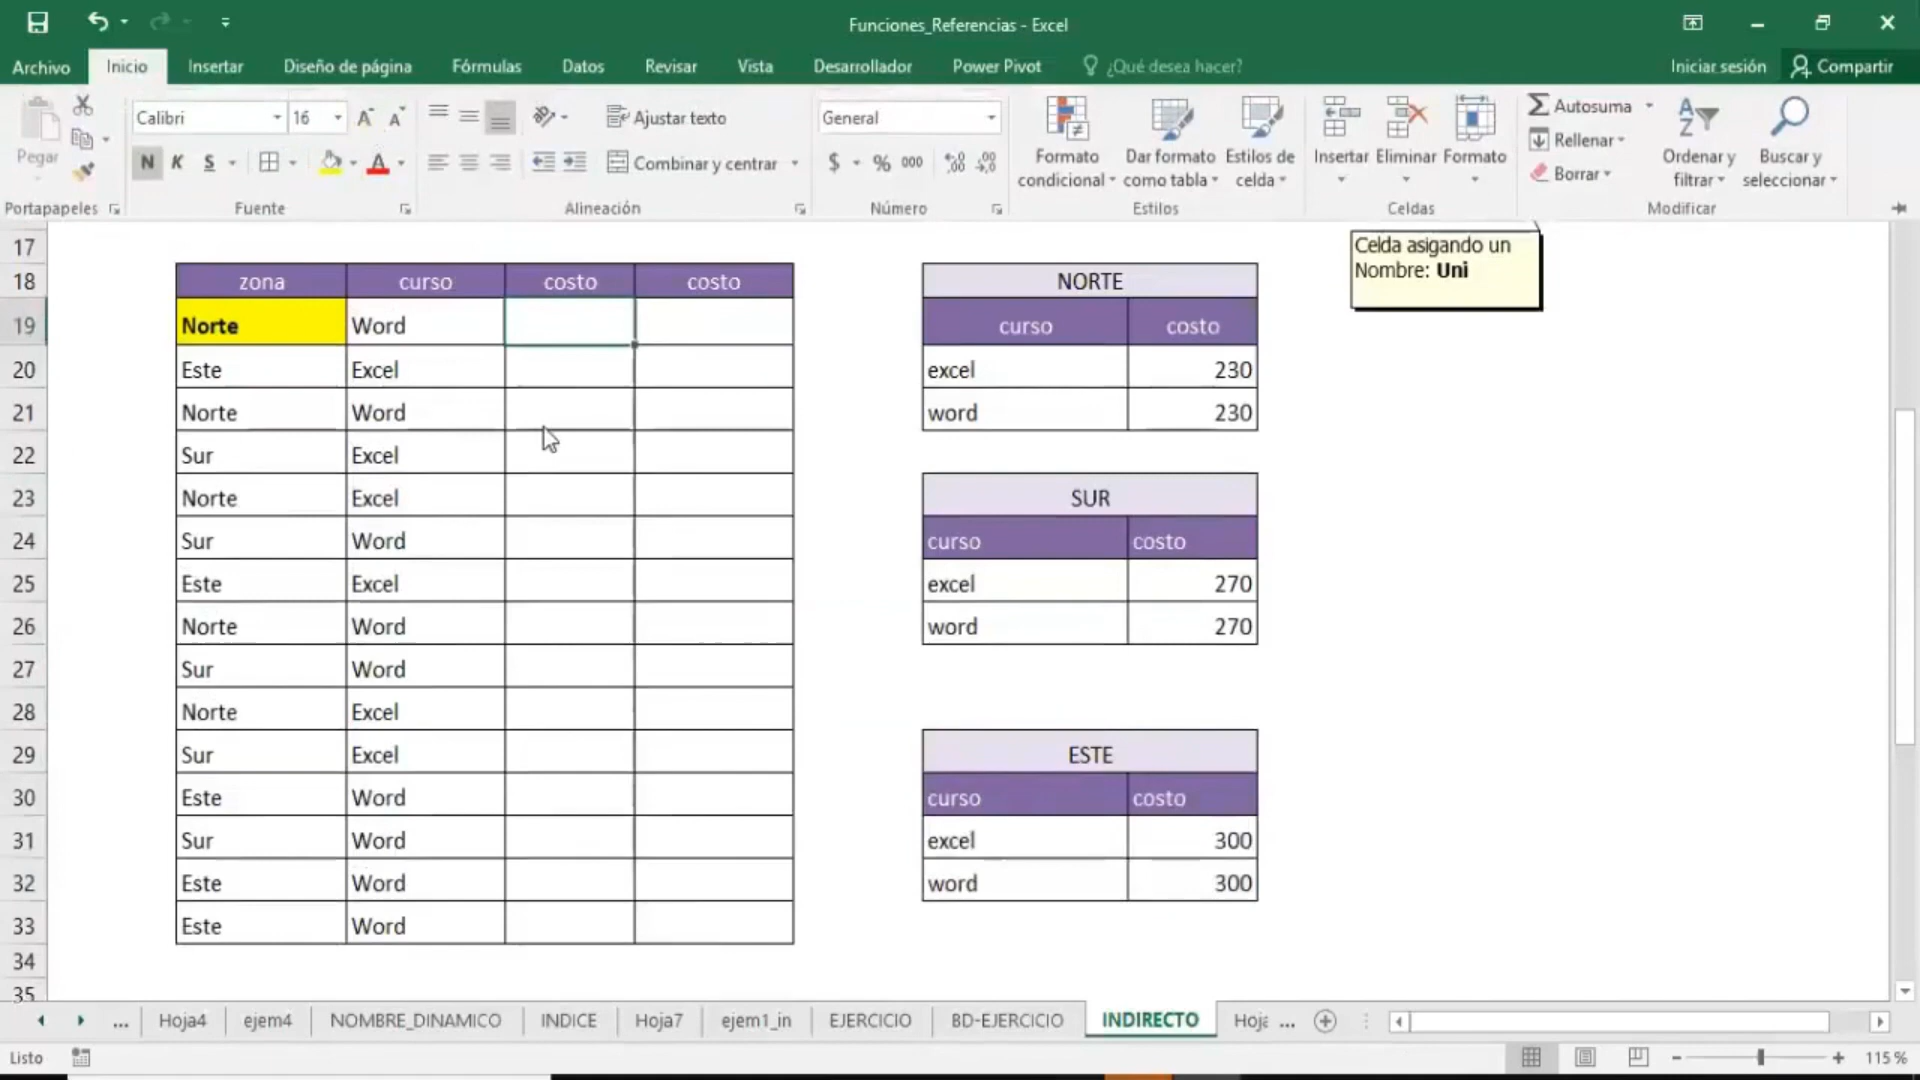 Funciones_Referencias - Excel
Archivo Inicio Insertar Diseño de página Fórmulas Datos Revisar Vista Desarrollador Power Pivot ¿Qué desea hacer? Iniciar sesión Compartir
Pegar
Calibri 16
N K S
Ajustar texto
Combinar y centrar
General
$ % 000
Formato condicional
Dar formato como tabla
Estilos de celda
Insertar Eliminar Formato
Autosuma
Rellenar
Borrar
Ordenar y filtrar
Buscar y seleccionar
Portapapeles Fuente Alineación Número Estilos Celdas Modificar
Celda asigando un
Nombre: Uni
17
18 zona curso costo costo NORTE
19 Norte Word curso costo
20 Este Excel excel 230
21 Norte Word word 230
22 Sur Excel
23 Norte Excel SUR
24 Sur Word curso costo
25 Este Excel excel 270
26 Norte Word word 270
27 Sur Word
28 Norte Excel
29 Sur Excel ESTE
30 Este Word curso costo
31 Sur Word excel 300
32 Este Word word 300
33 Este Word
34
35
... Hoja4 ejem4 NOMBRE_DINAMICO INDICE Hoja7 ejem1_in EJERCICIO BD-EJERCICIO INDIRECTO Hoja ...
Listo 115 %